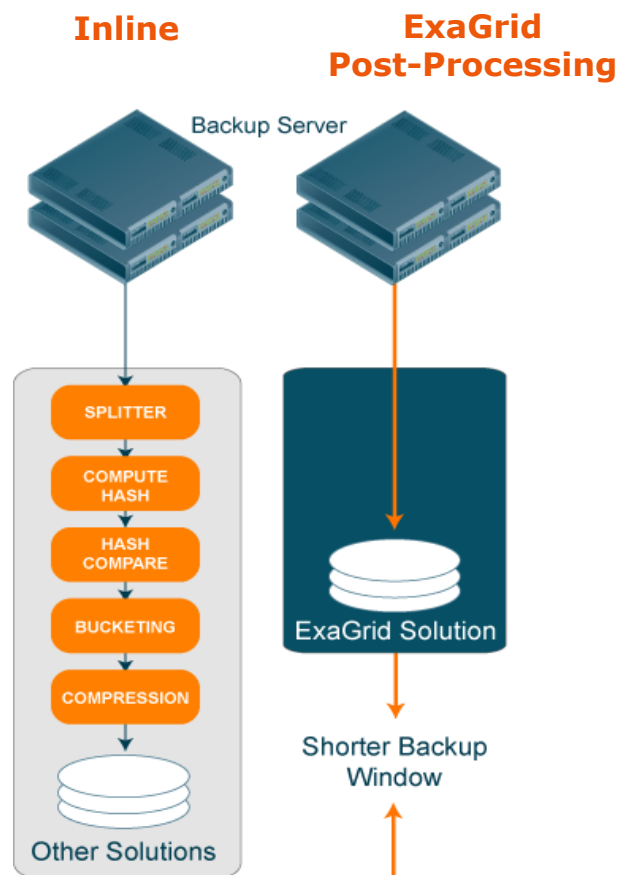 Inline
ExaGrid
Post-Processing
Backup Server
SPLITTER
COMPUTE
HASH
HASH
COMPARE
BUCKETING
COMPRESSION
Other Solutions
ExaGrid Solution
Shorter Backup
Window